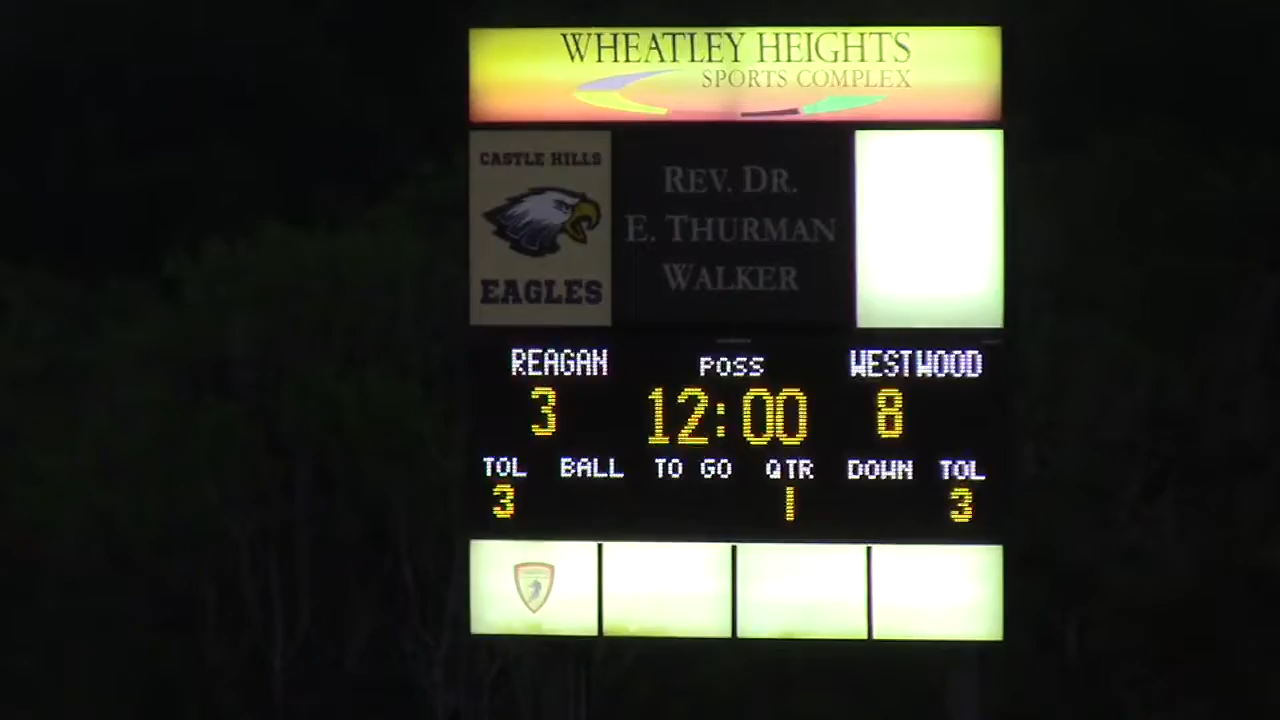 WHEATLEY HEIGHTS
SPORTS COMPLEX
CASTLE HILLS
EAGLES
REV. DR.
E. THURMAN
WALKER
REAGAN POSS WESTWOOD
3 12:00 8
TOL BALL TO GO QTR DOWN TOL
3 1 3